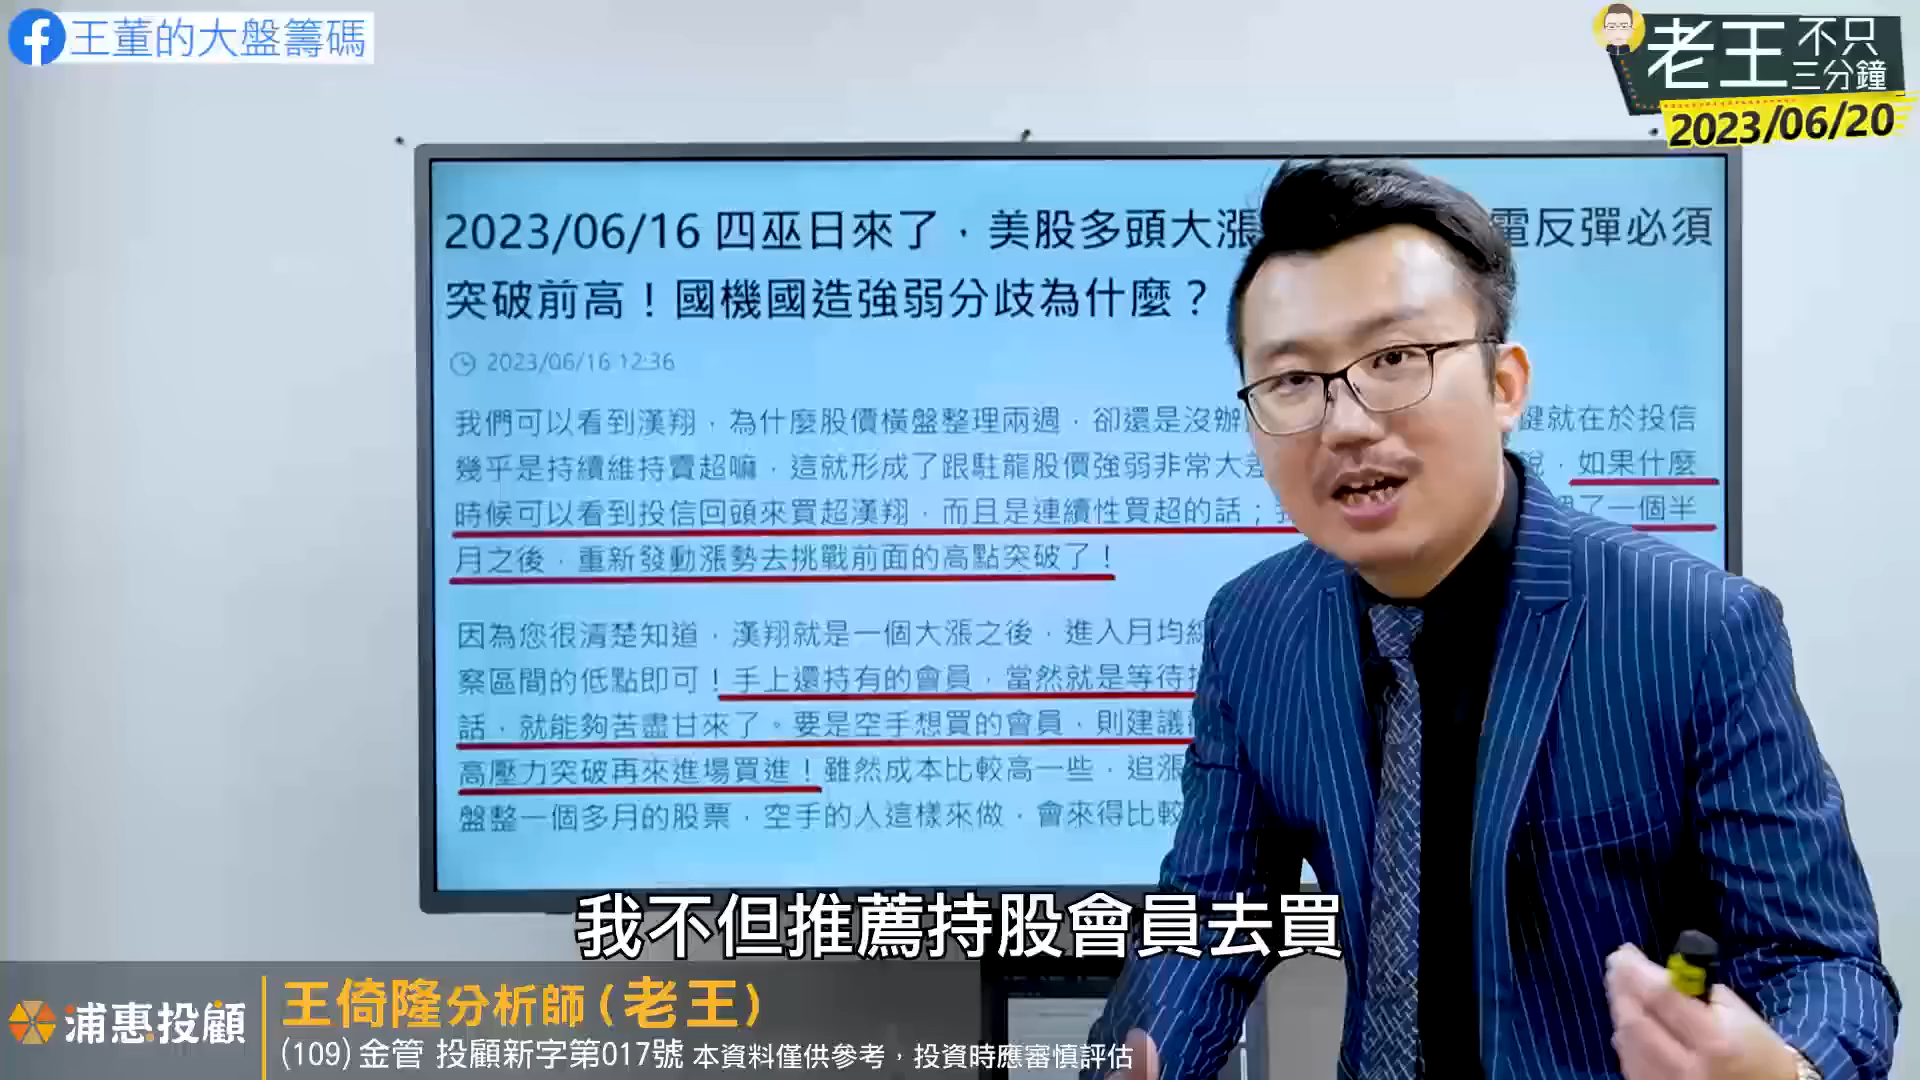 王董的大盤籌碼
老王不只三分鐘
2023/06/20
2023/06/16 四巫日來了，美股多頭大漲 電反彈必須
突破前高！國機國造強弱分歧為什麼？
2023/06/16 12:36
我們可以看到漢翔，為什麼股價橫盤整理兩週，卻還是沒辦 鍵就在於投信
幾乎是持續維持賣超嘛，這就形成了跟駐龍股價強弱非常大 ，如果什麼
時候可以看到投信回頭來買超漢翔，而且是連續性買超的話； 了一個半
月之後，重新發動漲勢去挑戰前面的高點突破了！
因為您很清楚知道，漢翔就是一個大漲之後，進入月均
察區間的低點即可！手上還持有的會員，當然就是等待
話，就能夠苦盡甘來了。要是空手想買的會員，則建議
高壓力突破再來進場買進！雖然成本比較高一些，追漲
盤整一個多月的股票，空手的人這樣來做，會來得比較
我不但推薦持股會員去買
浦惠投顧
王倚隆分析師(老王)
(109)金管 投顧新字第017號 本資料僅供參考，投資時應審慎評估